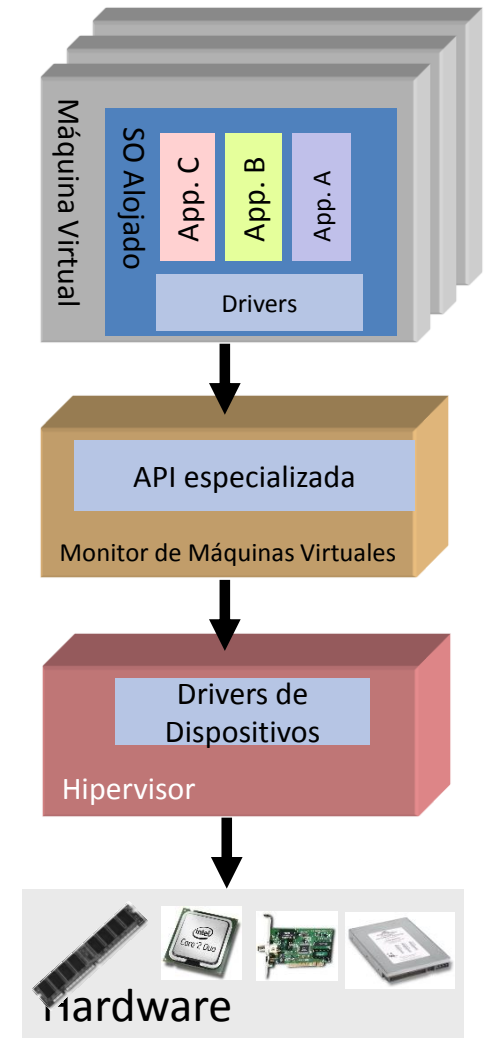 Máquina Virtual
SO Alojado
App. C
App. B
App. A
Drivers
API especializada
Monitor de Máquinas Virtuales
Drivers de
Dispositivos
Hipervisor
intel
Core 2 Duo
Hardware